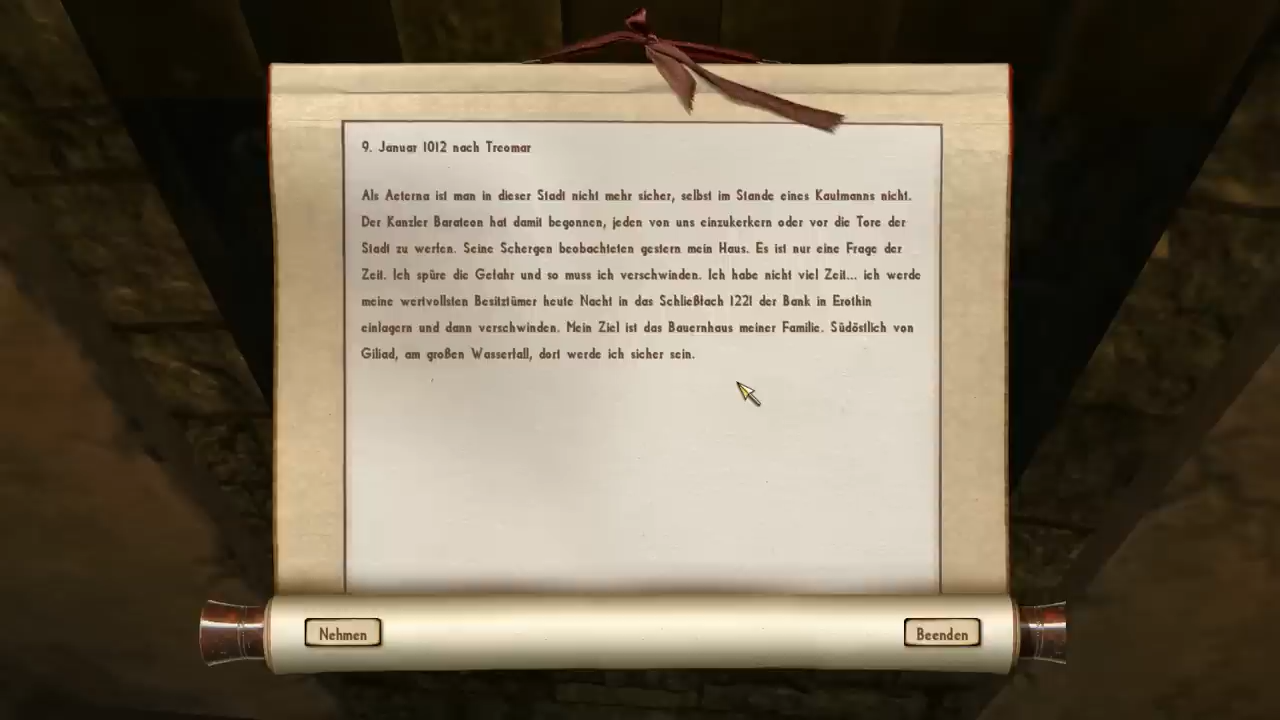 9. Januar 1012 nach Treomar
Als Aeterna ist man in dieser Stadt nicht mehr sicher, selbst im Stande eines Kaufmanns nicht.
Der Kanzler Barateon hat damit begonnen, jeden von uns einzukerkern oder vor die Tore der
Stadt zu werfen. Seine Schergen beobachteten gestern mein Haus. Es ist nur eine Frage der
Zeit. Ich spüre die Gefahr und so muss ich verschwinden. Ich habe nicht viel Zeit... ich werde
meine wertvollsten Besitztümer heute Nacht in das Schließfach 1221 der Bank in Erothin
einlagern und dann verschwinden. Mein Ziel ist das Bauernhaus meiner Familie. Südöstlich von
Giliad, am großen Wasserfall, dort werde ich sicher sein.
Nehmen
Beenden